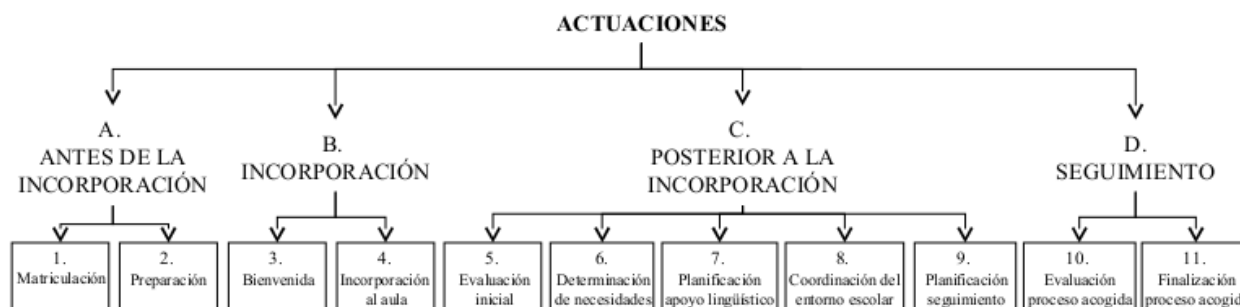 ACTUACIONES
A.
ANTES DE LA
INCORPORACIÓN
B.
INCORPORACIÓN
C.
POSTERIOR A LA
INCORPORACIÓN
D.
SEGUIMIENTO
1.
Matriculación
2.
Preparación
3.
Bienvenida
4.
Incorporación
al aula
5.
Evaluación
inicial
6.
Determinación
de necesidades
7.
Planificación
apoyo lingüístico
8.
Coordinación del
entorno escolar
9.
Planificación
seguimiento
10.
Evaluación
proceso acogida
11.
Finalización
proceso acogida